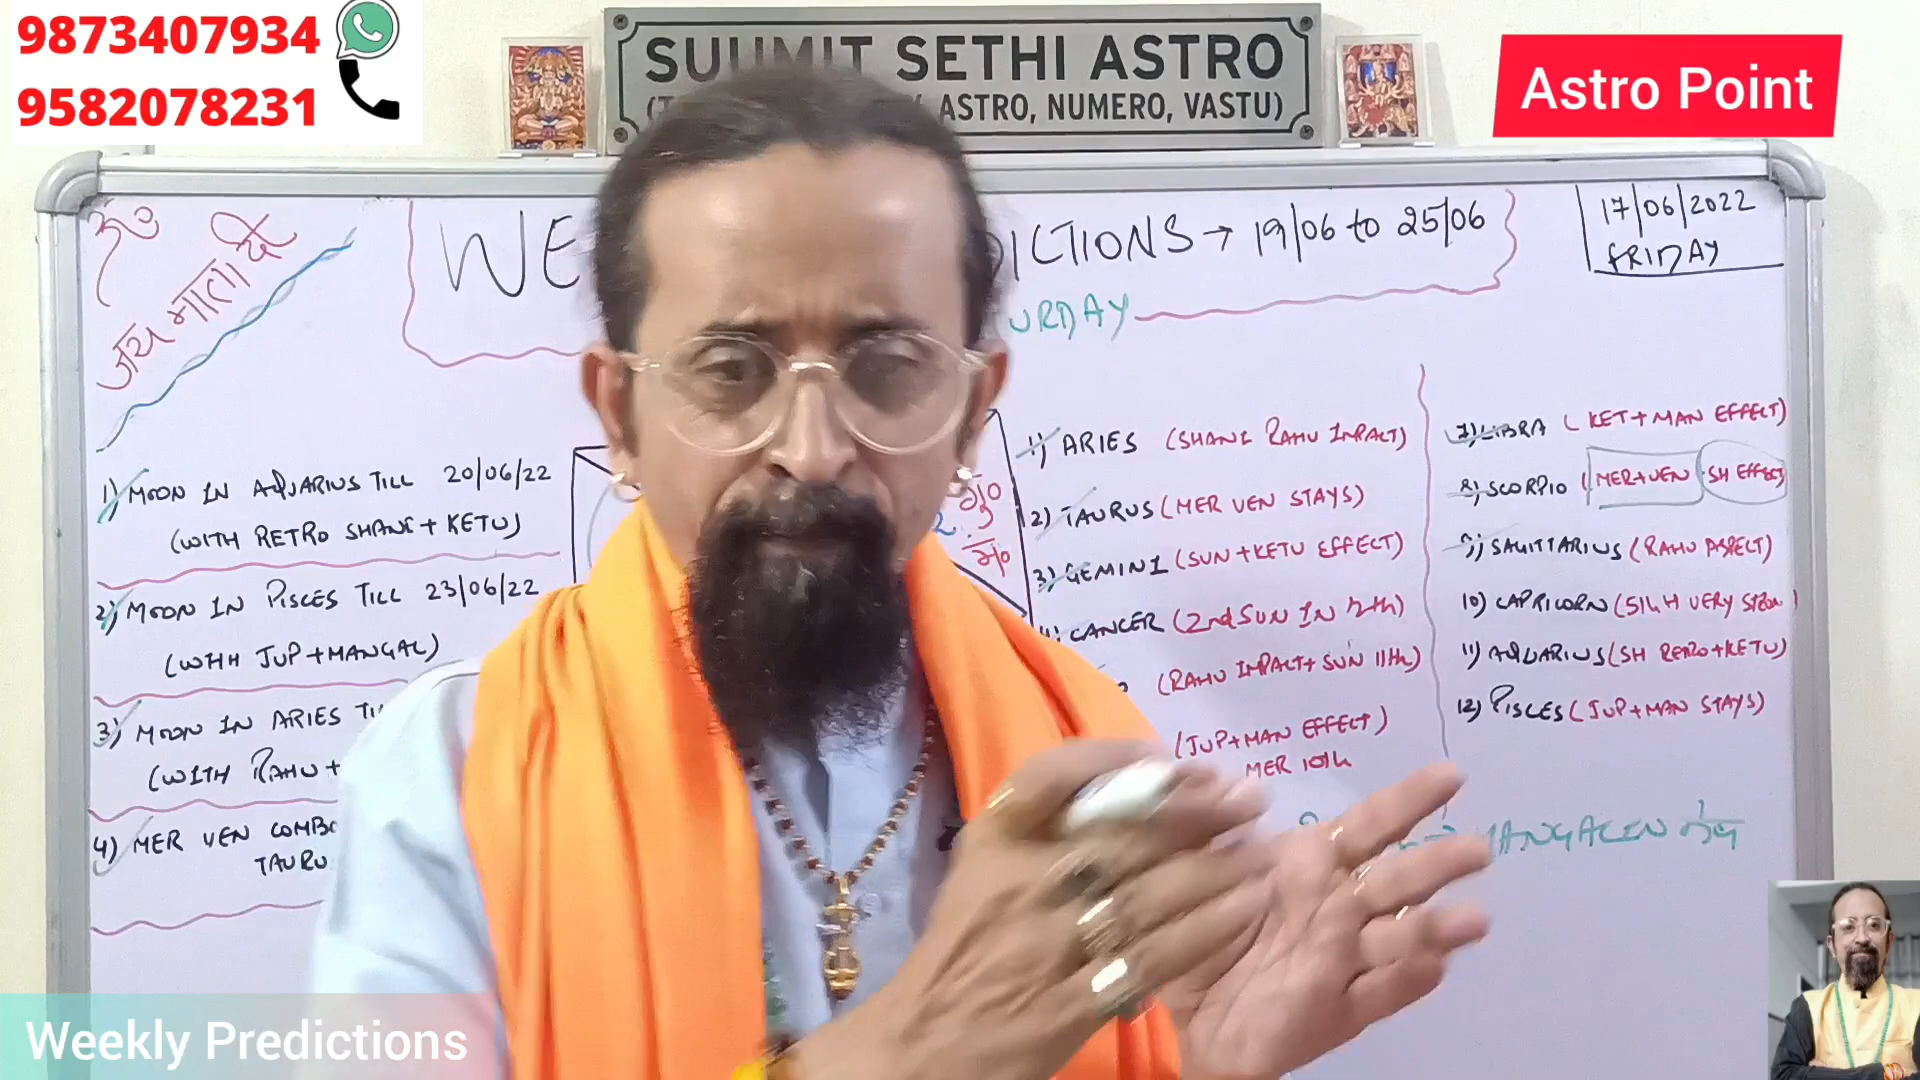 9873407934
9582078231
SUUMIT SETHI ASTRO
ASTRO, NUMERO, VASTU)
Astro Point
ॐ
जय माता दी
DICTIONS → 19/06 to 25/06
URDAY
17/06/2022
FRIDAY
1) MOON IN AQUARIUS TILL 20/06/22
(WITH RETRO SHANI + KETU)
2) MOON IN PISCES TILL 23/06/22
(WITH JUP + MANGAL)
3) MOON IN ARIES
(WITH RAHU +
4) MER VEN COMBO
TAURU
1) ARIES (SHANI RAHU IMPACT)
2) TAURUS (MER VEN STAYS)
3) GEMINI (SUN + KETU EFFECT)
4) CANCER (2nd SUN IN 12th)
(RAHU IMPACT + SUN 11th)
(JUP + MAN EFFECT)
MER 10th
7) LIBRA (KET + MAN EFFECT)
8) SCORPIO (MER + VEN SH EFFECT
9) SAGITTARIUS (RAHU ASPECT)
10) CAPRICORN (SH VERY
11) AQUARIUS (SH RETRO + KETU)
12) PISCES (JUP + MAN STAYS)
Weekly Predictions